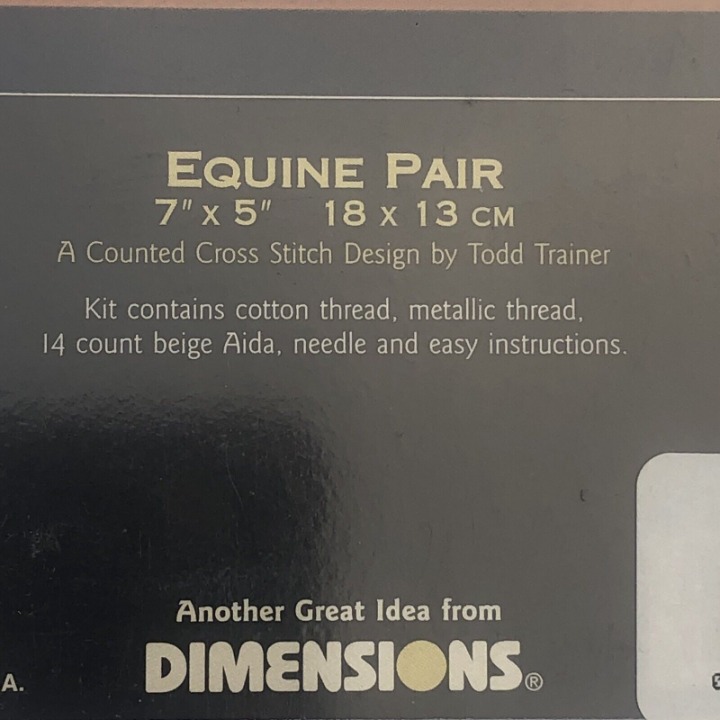 EQUINE PAIR
7" x 5" 18 x 13 CM
A Counted Cross Stitch Design by Todd Trainer
Kit contains cotton thread, metallic thread,
14 count beige Aida, needle and easy instructions.
Another Great Idea from
DIMENSIONS®
A.